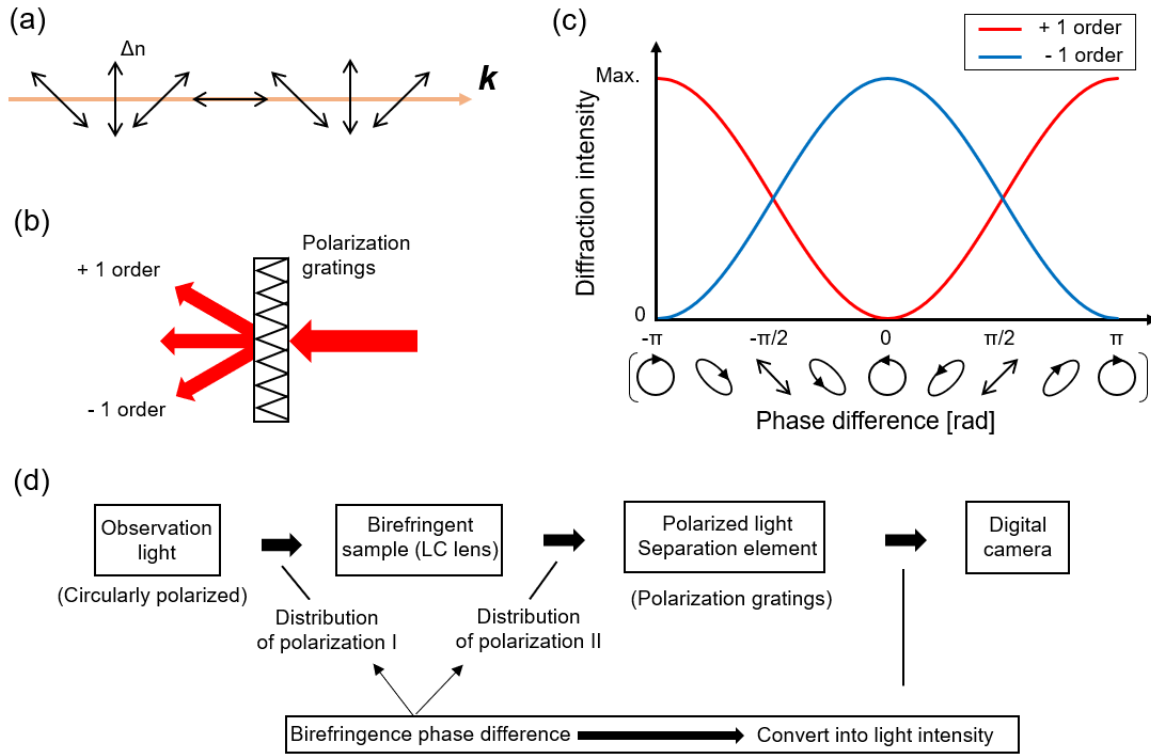 (a)
Δn
k
(b)
Polarization
gratings
+ 1 order
- 1 order
(c)
+ 1 order
- 1 order
Max.
Diffraction intensity
0
-π
-π/2
0
π/2
π
Phase difference [rad]
(d)
Observation
light
(Circularly polarized)
Birefringent
sample (LC lens)
Polarized light
Separation element
(Polarization gratings)
Digital
camera
Distribution
of polarization I
Distribution
of polarization II
Birefringence phase difference
Convert into light intensity